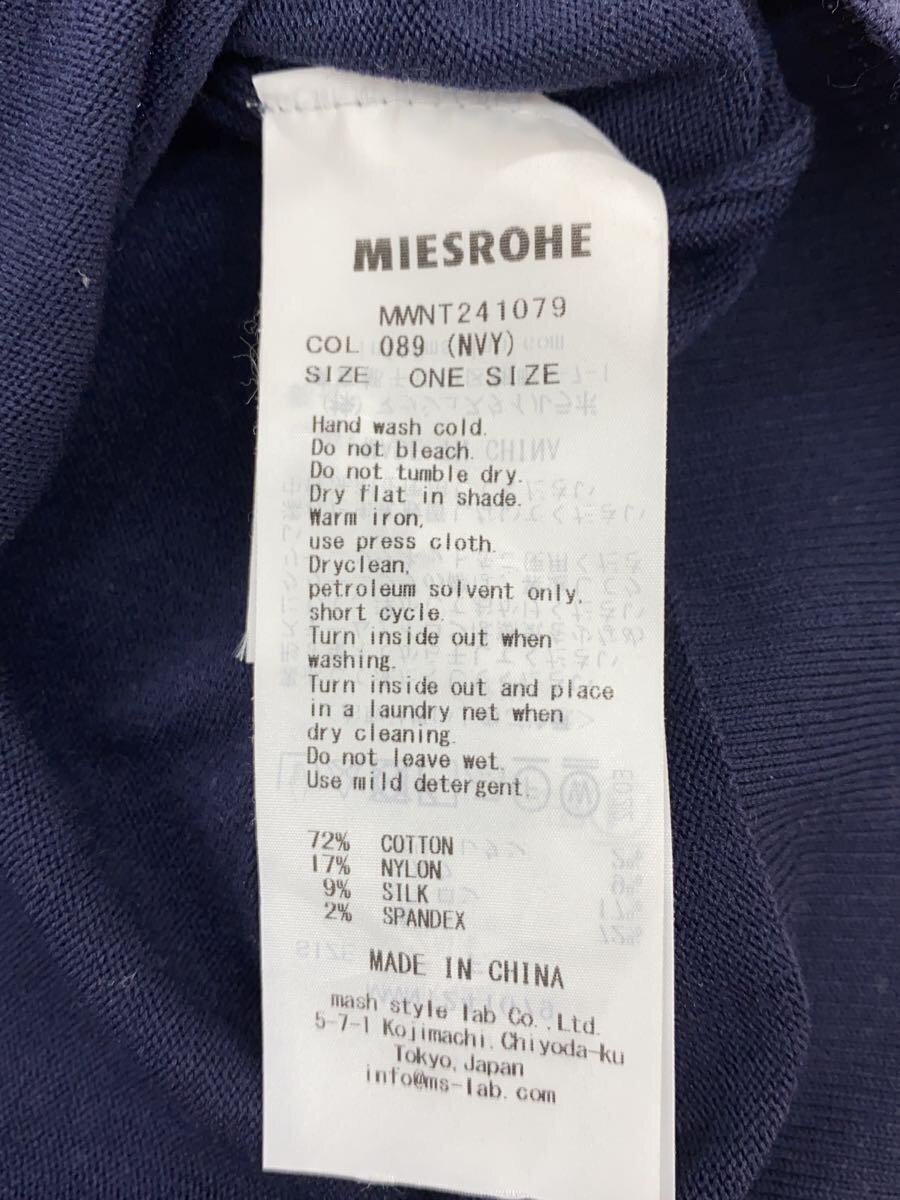 MIESROHE
MWNT241079
COL 089 (NVY)
SIZE ONE SIZE
Hand wash cold.
Do not bleach.
Do not tumble dry.
Dry flat in shade.
Warm iron,
use press cloth.
Dryclean,
petroleum solvent only,
short cycle.
Turn inside out when
washing.
Turn inside out and place
in a laundry net when
dry cleaning.
Do not leave wet.
Use mild detergent.
72% COTTON
17% NYLON
9% SILK
2% SPANDEX
MADE IN CHINA
mash style lab Co.,Ltd.
5-7-1 Kojimachi, Chiyoda-ku
Tokyo, Japan
info@ms-lab.com